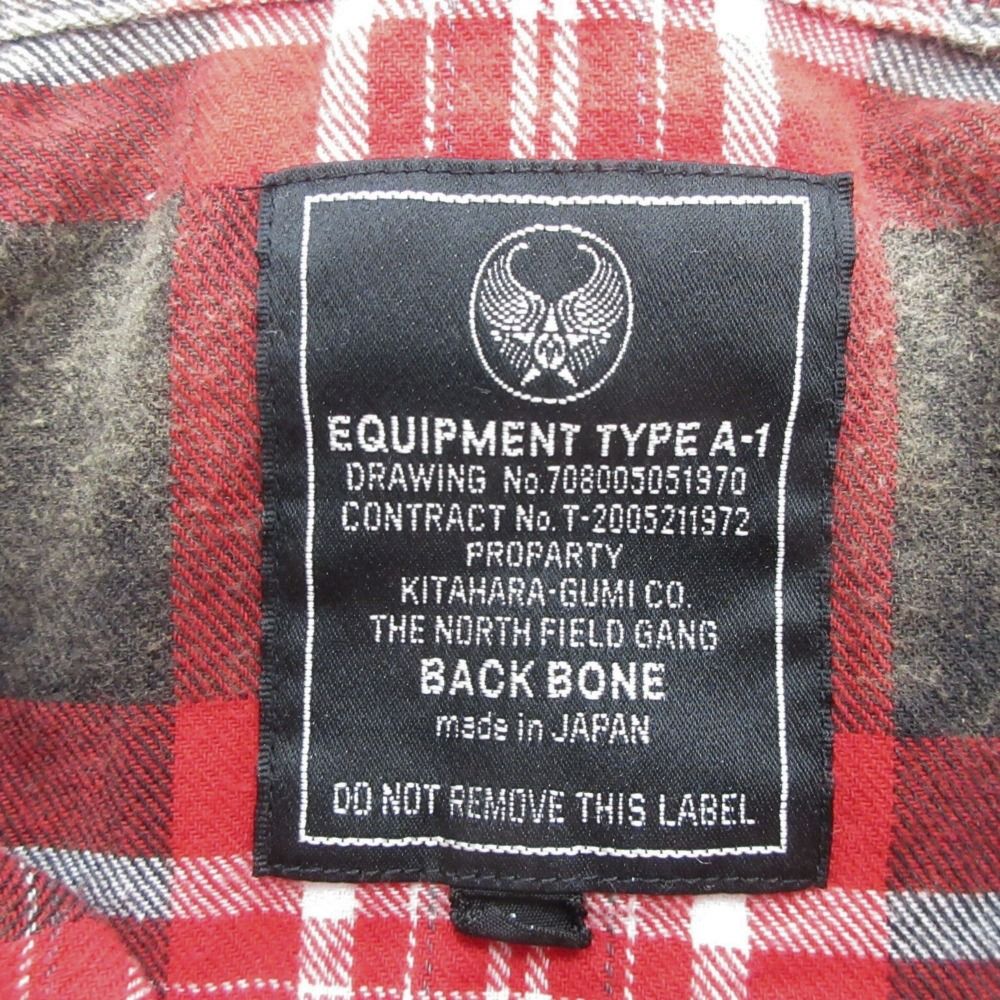 EQUIPMENT TYPE A-1
DRAWING No.708005051970
CONTRACT No. T-2005211972
PROPARTY
KITAHARA-GUMI CO.
THE NORTH FIELD GANG
BACK BONE
made in JAPAN
DO NOT REMOVE THIS LABEL